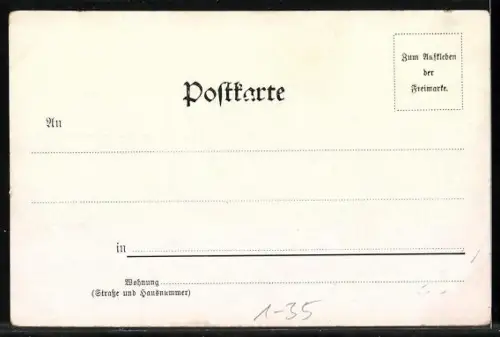 Zum Aufkleben
der
Freimarke.
Postkarte
An
in
Wohnung
(Straße und Hausnummer)
1-35